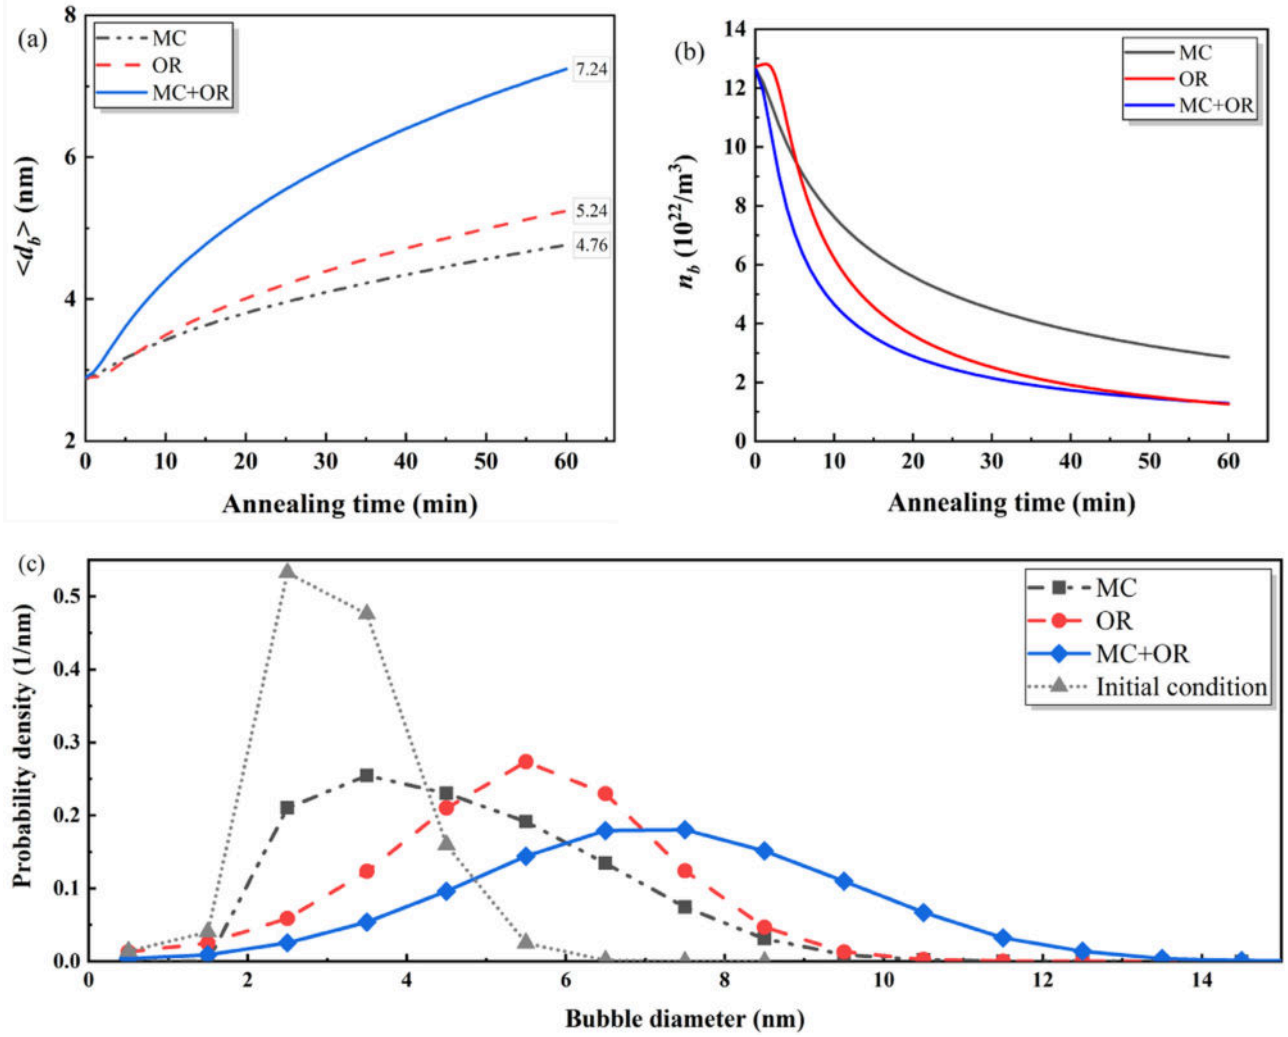 (a)
MC
OR
MC+OR
7.24
5.24
4.76
8
6
4
2
0 10 20 30 40 50 60
<d_b> (nm)
Annealing time (min)
(b)
MC
OR
MC+OR
14
12
10
8
6
4
2
0
0 10 20 30 40 50 60
n_b (10²²/m³)
Annealing time (min)
(c)
MC
OR
MC+OR
Initial condition
0.5
0.4
0.3
0.2
0.1
0.0
0 2 4 6 8 10 12 14
Probability density (1/nm)
Bubble diameter (nm)